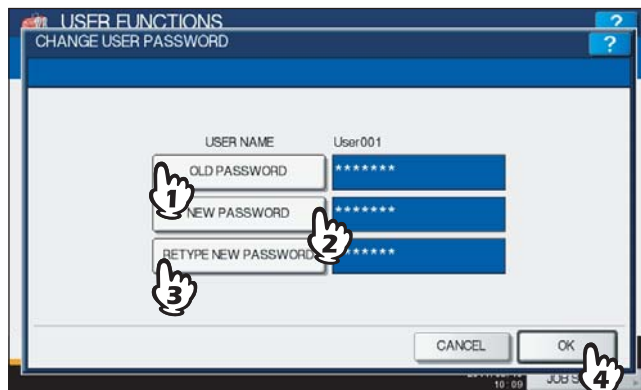 USER FUNCTIONS
?
CHANGE USER PASSWORD
?
USER NAME User001
OLD PASSWORD *******
1
NEW PASSWORD *******
2
RETYPE NEW PASSWORD ******
3
CANCEL OK
4
10:09 JOB S